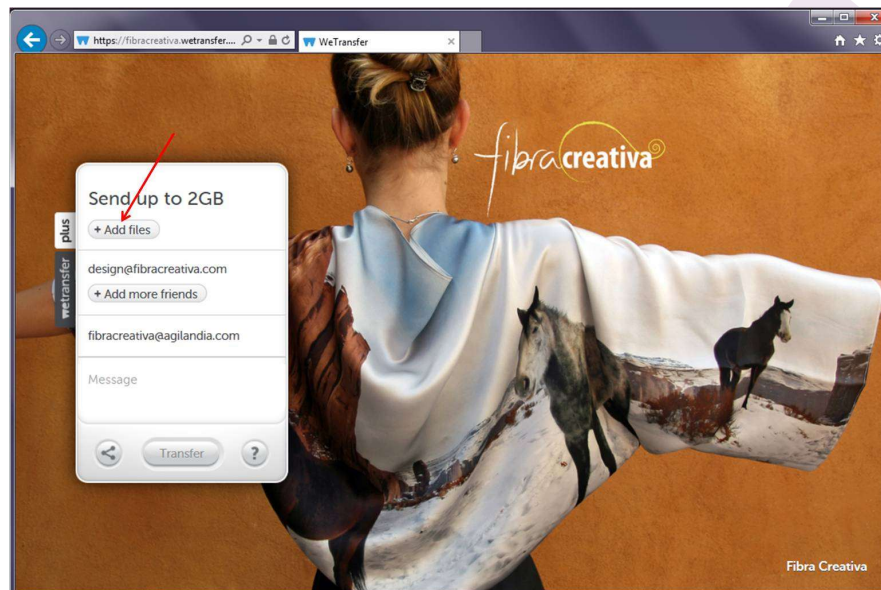 https://fibracreativa.wetransfer....
WeTransfer
fibracreativa
Send up to 2GB
+ Add files
plus
wetransfer
design@fibracreativa.com
+ Add more friends
fibracreativa@agilandia.com
Message
Transfer
?
Fibra Creativa